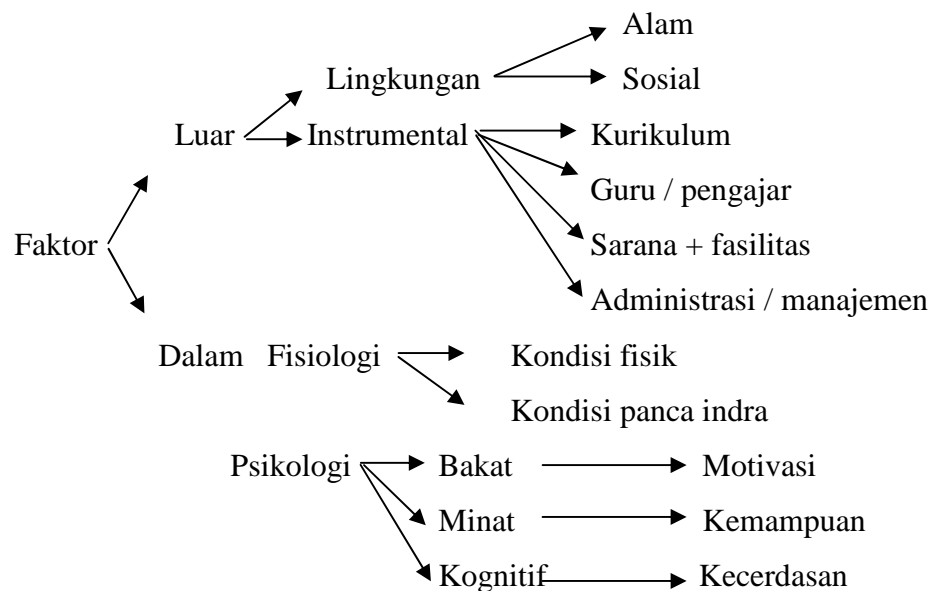 Alam
Lingkungan Sosial
Luar Instrumental Kurikulum
Guru / pengajar
Faktor Sarana + fasilitas
Administrasi / manajemen
Dalam Fisiologi Kondisi fisik
Kondisi panca indra
Psikologi Bakat Motivasi
Minat Kemampuan
Kognitif Kecerdasan